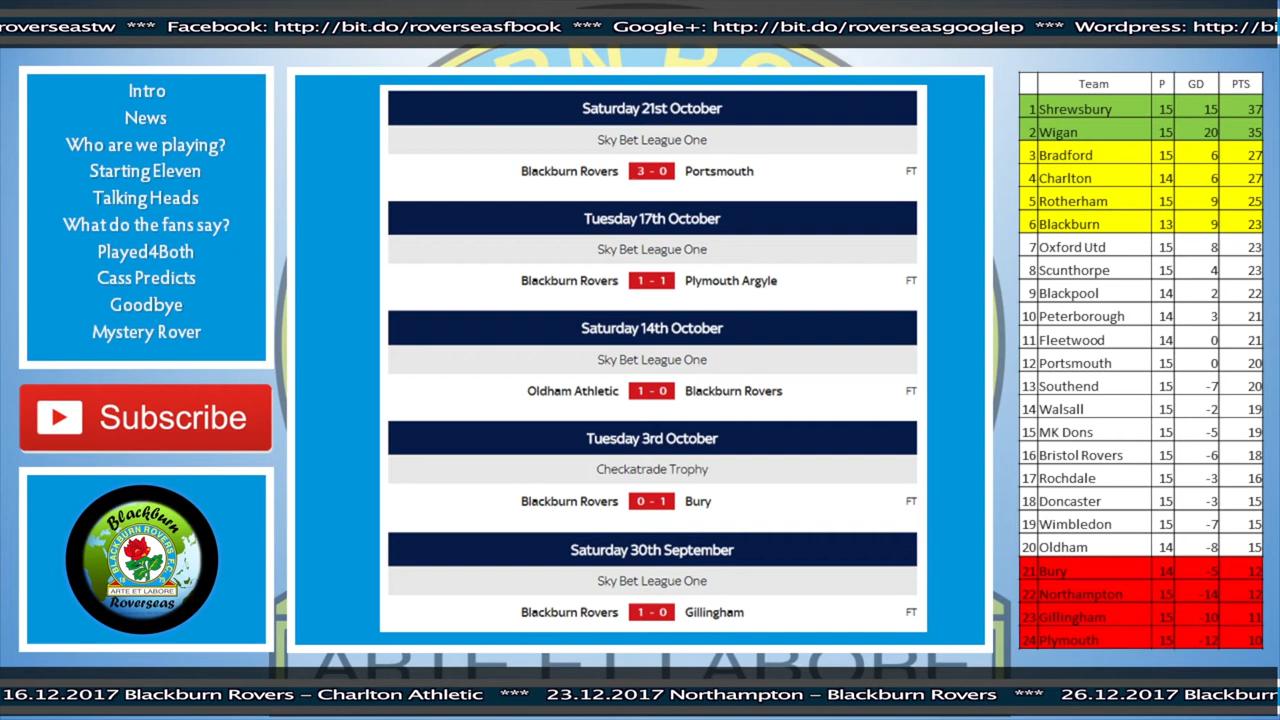 roverseastw *** Facebook: http://bit.do/roverseasfbook *** Google+: http://bit.do/roverseasgooglep *** Wordpress: http://bi
Intro
News
Who are we playing?
Starting Eleven
Talking Heads
What do the fans say?
Played4Both
Cass Predicts
Goodbye
Mystery Rover
Subscribe
Blackburn
BLACKBURN ROVERS F.C.
18 75
ARTE ET LABORE
Roverseas
Saturday 21st October
Sky Bet League One
Blackburn Rovers 3 - 0 Portsmouth FT
Tuesday 17th October
Sky Bet League One
Blackburn Rovers 1 - 1 Plymouth Argyle FT
Saturday 14th October
Sky Bet League One
Oldham Athletic 1 - 0 Blackburn Rovers FT
Tuesday 3rd October
Checkatrade Trophy
Blackburn Rovers 0 - 1 Bury FT
Saturday 30th September
Sky Bet League One
Blackburn Rovers 1 - 0 Gillingham FT
Team P GD PTS
1 Shrewsbury 15 15 37
2 Wigan 15 20 35
3 Bradford 15 6 27
4 Charlton 14 6 27
5 Rotherham 15 9 25
6 Blackburn 13 9 23
7 Oxford Utd 15 8 23
8 Scunthorpe 15 4 23
9 Blackpool 14 2 22
10 Peterborough 14 3 21
11 Fleetwood 14 0 21
12 Portsmouth 15 0 20
13 Southend 15 -7 20
14 Walsall 15 -2 19
15 MK Dons 15 -5 19
16 Bristol Rovers 15 -6 18
17 Rochdale 15 -3 16
18 Doncaster 15 -3 15
19 Wimbledon 15 -7 15
20 Oldham 14 -8 15
21 Bury 14 -5 12
22 Northampton 15 -14 12
23 Gillingham 15 -10 11
24 Plymouth 15 -12 10
ARTE ET LABORE
16.12.2017 Blackburn Rovers – Charlton Athletic *** 23.12.2017 Northampton – Blackburn Rovers *** 26.12.2017 Blackbur